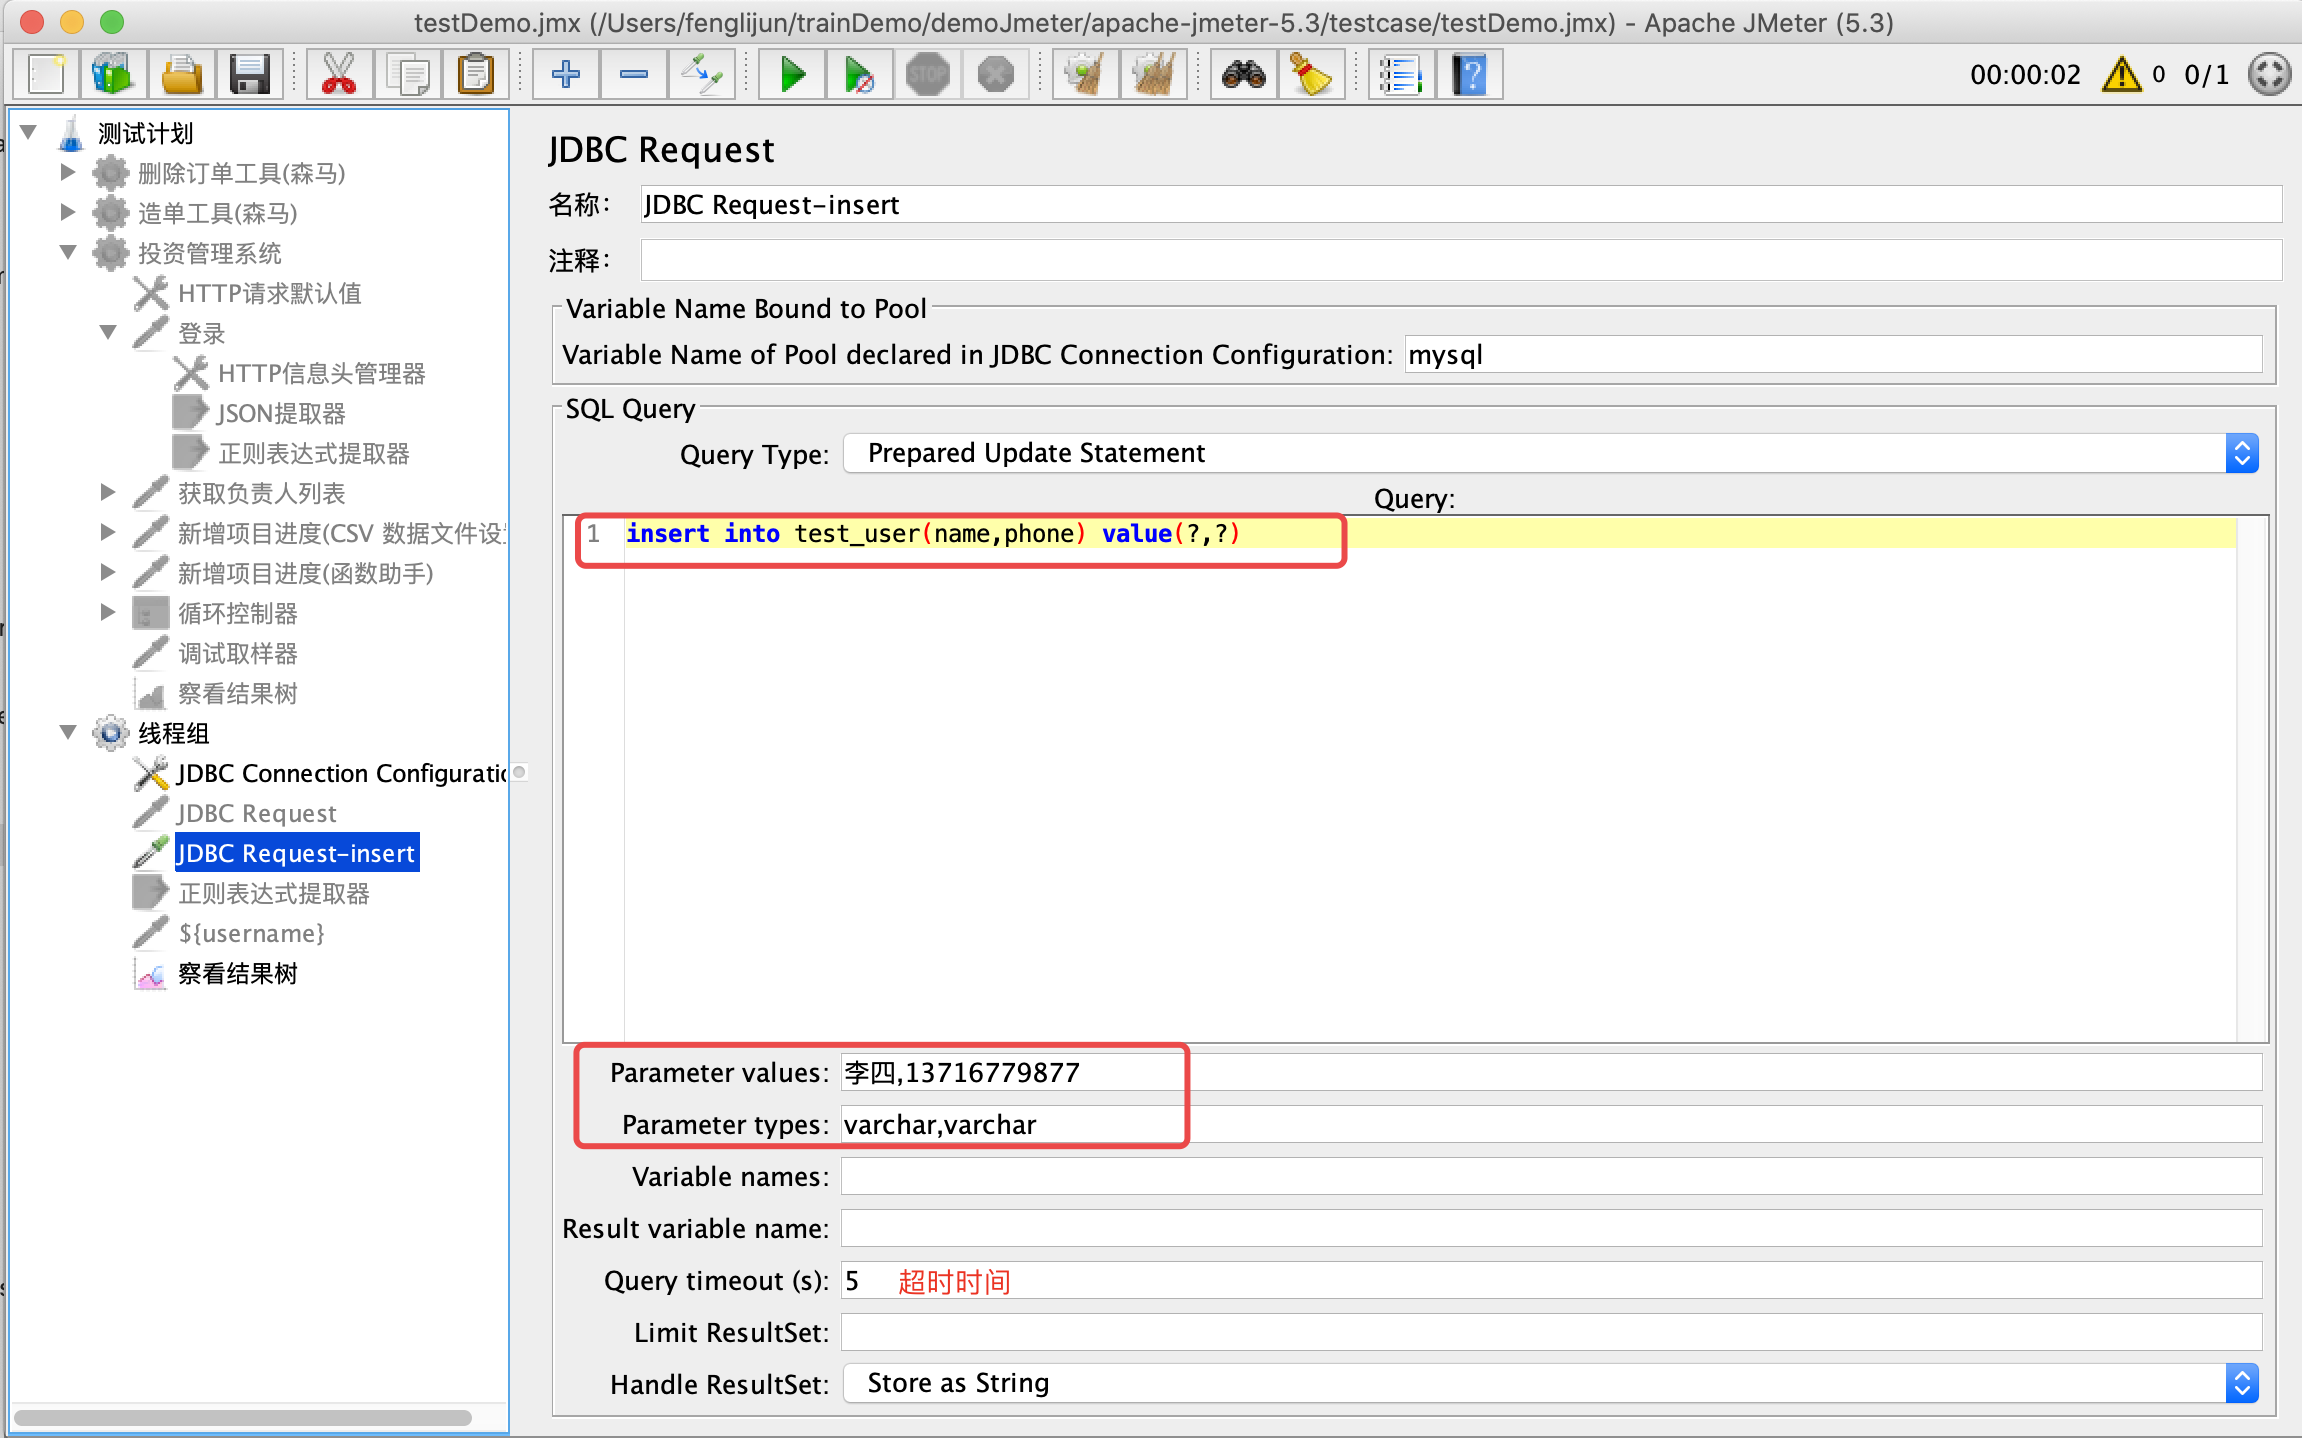 testDemo.jmx (/Users/fenglijun/trainDemo/demoJmeter/apache-jmeter-5.3/testcase/testDemo.jmx) - Apache JMeter (5.3)
STOP
00:00:02
0
0/1
测试计划
删除订单工具(森马)
造单工具(森马)
投资管理系统
HTTP请求默认值
登录
HTTP信息头管理器
JSON提取器
正则表达式提取器
获取负责人列表
新增项目进度(CSV 数据文件设
新增项目进度(函数助手)
循环控制器
调试取样器
察看结果树
线程组
JDBC Connection Configuratio
JDBC Request
JDBC Request-insert
正则表达式提取器
${username}
察看结果树
JDBC Request
名称: JDBC Request-insert
注释:
Variable Name Bound to Pool
Variable Name of Pool declared in JDBC Connection Configuration: mysql
SQL Query
Query Type: Prepared Update Statement
Query:
1 insert into test_user(name,phone) value(?,?)
Parameter values: 李四,13716779877
Parameter types: varchar,varchar
Variable names:
Result variable name:
Query timeout (s): 5 超时时间
Limit ResultSet:
Handle ResultSet: Store as String